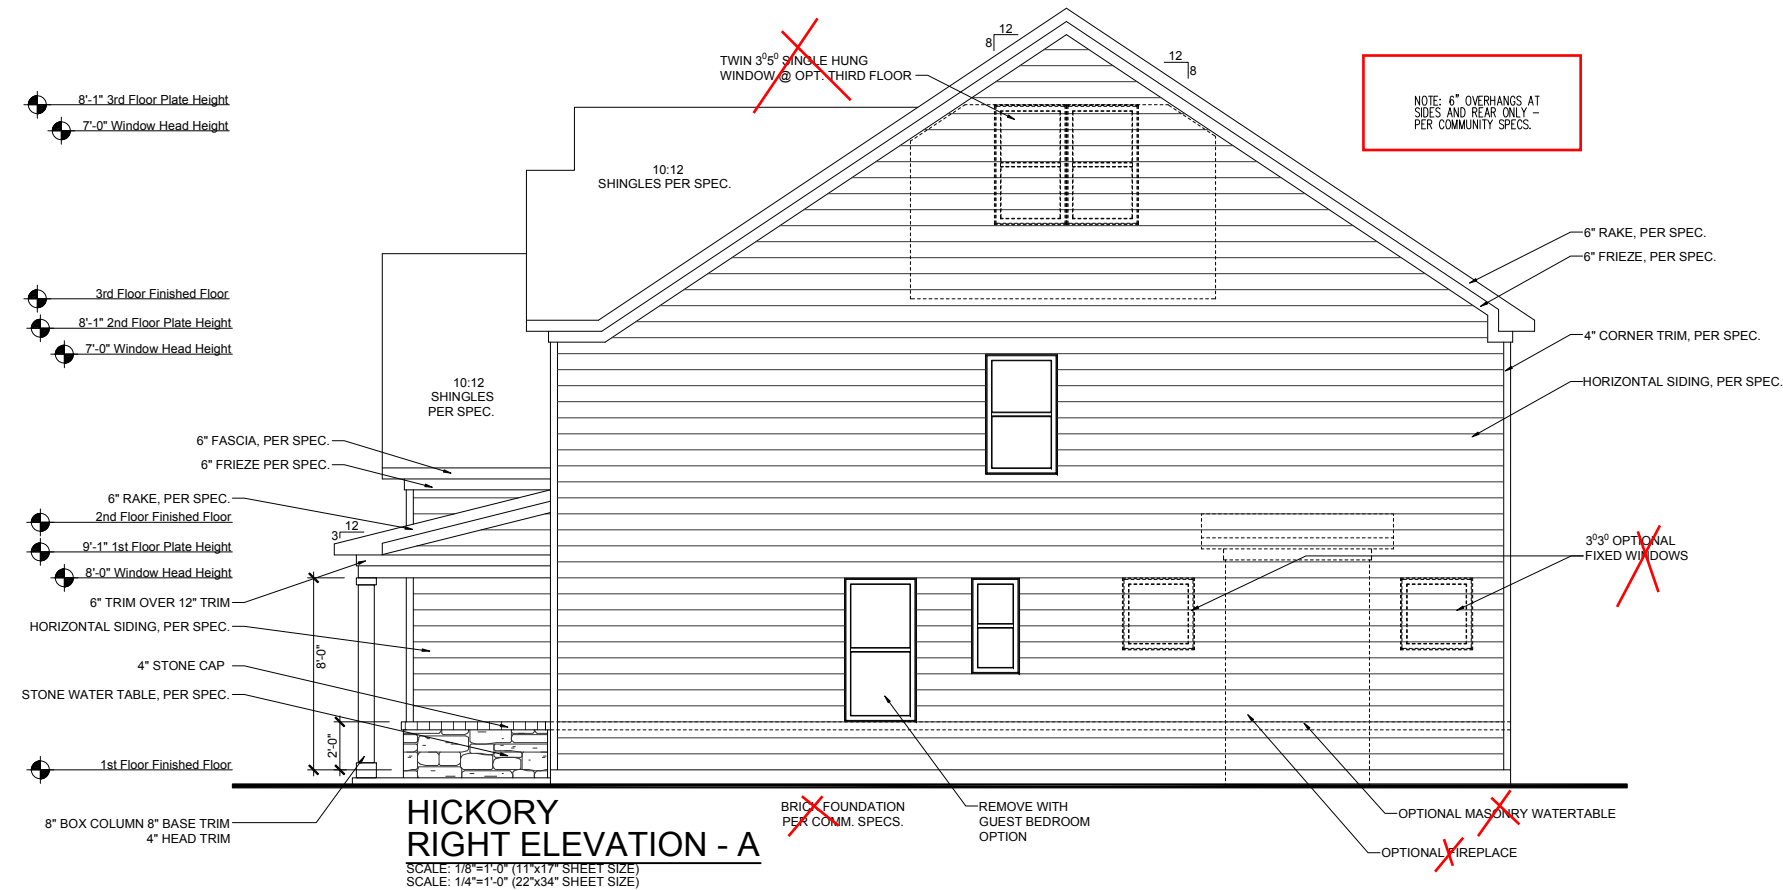 12
8
12
8
TWIN 3⁰5⁰ SINGLE HUNG
WINDOW @ OPT. THIRD FLOOR
NOTE: 6" OVERHANGS AT
SIDES AND REAR ONLY –
PER COMMUNITY SPECS.
8'-1" 3rd Floor Plate Height
7'-0" Window Head Height
10:12
SHINGLES PER SPEC.
6" RAKE, PER SPEC.
6" FRIEZE, PER SPEC.
3rd Floor Finished Floor
8'-1" 2nd Floor Plate Height
7'-0" Window Head Height
4" CORNER TRIM, PER SPEC.
HORIZONTAL SIDING, PER SPEC.
10:12
SHINGLES
PER SPEC.
6" FASCIA, PER SPEC.
6" FRIEZE PER SPEC.
6" RAKE, PER SPEC.
2nd Floor Finished Floor
12
3
9'-1" 1st Floor Plate Height
8'-0" Window Head Height
3⁰3⁰ OPTIONAL
FIXED WINDOWS
6" TRIM OVER 12" TRIM
HORIZONTAL SIDING, PER SPEC.
8'-0"
4" STONE CAP
STONE WATER TABLE, PER SPEC.
2'-0"
1st Floor Finished Floor
8" BOX COLUMN 8" BASE TRIM
4" HEAD TRIM
BRICK FOUNDATION
PER COMM. SPECS.
REMOVE WITH
GUEST BEDROOM
OPTION
OPTIONAL MASONRY WATERTABLE
OPTIONAL FIREPLACE
HICKORY
RIGHT ELEVATION - A
SCALE: 1/8"=1'-0" (11"x17" SHEET SIZE)
SCALE: 1/4"=1'-0" (22"x34" SHEET SIZE)